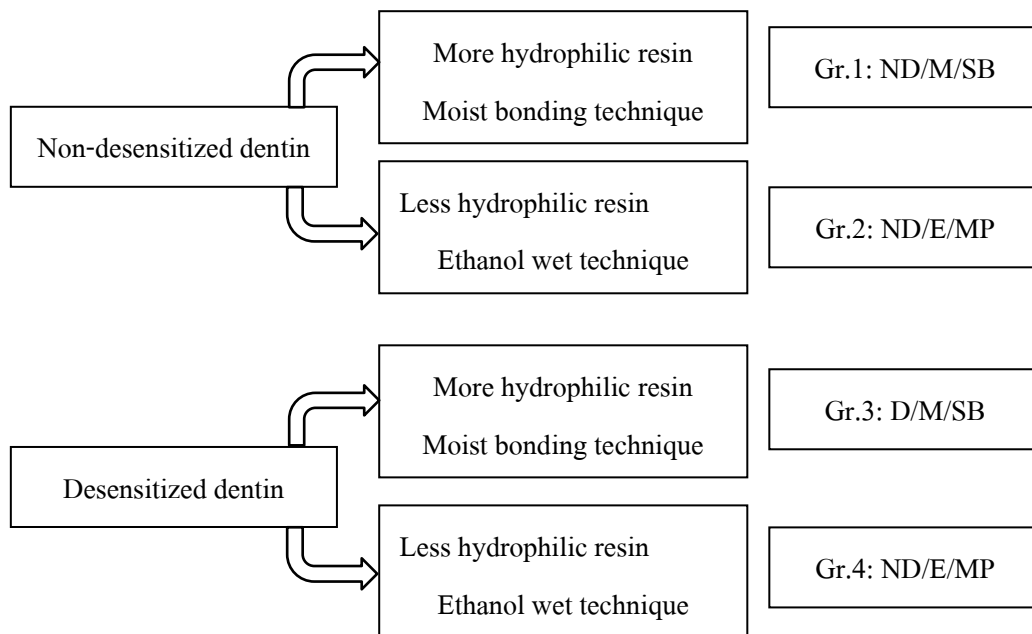 More hydrophilic resin
Moist bonding technique
Gr.1: ND/M/SB
Non-desensitized dentin
Less hydrophilic resin
Ethanol wet technique
Gr.2: ND/E/MP
More hydrophilic resin
Moist bonding technique
Gr.3: D/M/SB
Desensitized dentin
Less hydrophilic resin
Ethanol wet technique
Gr.4: ND/E/MP